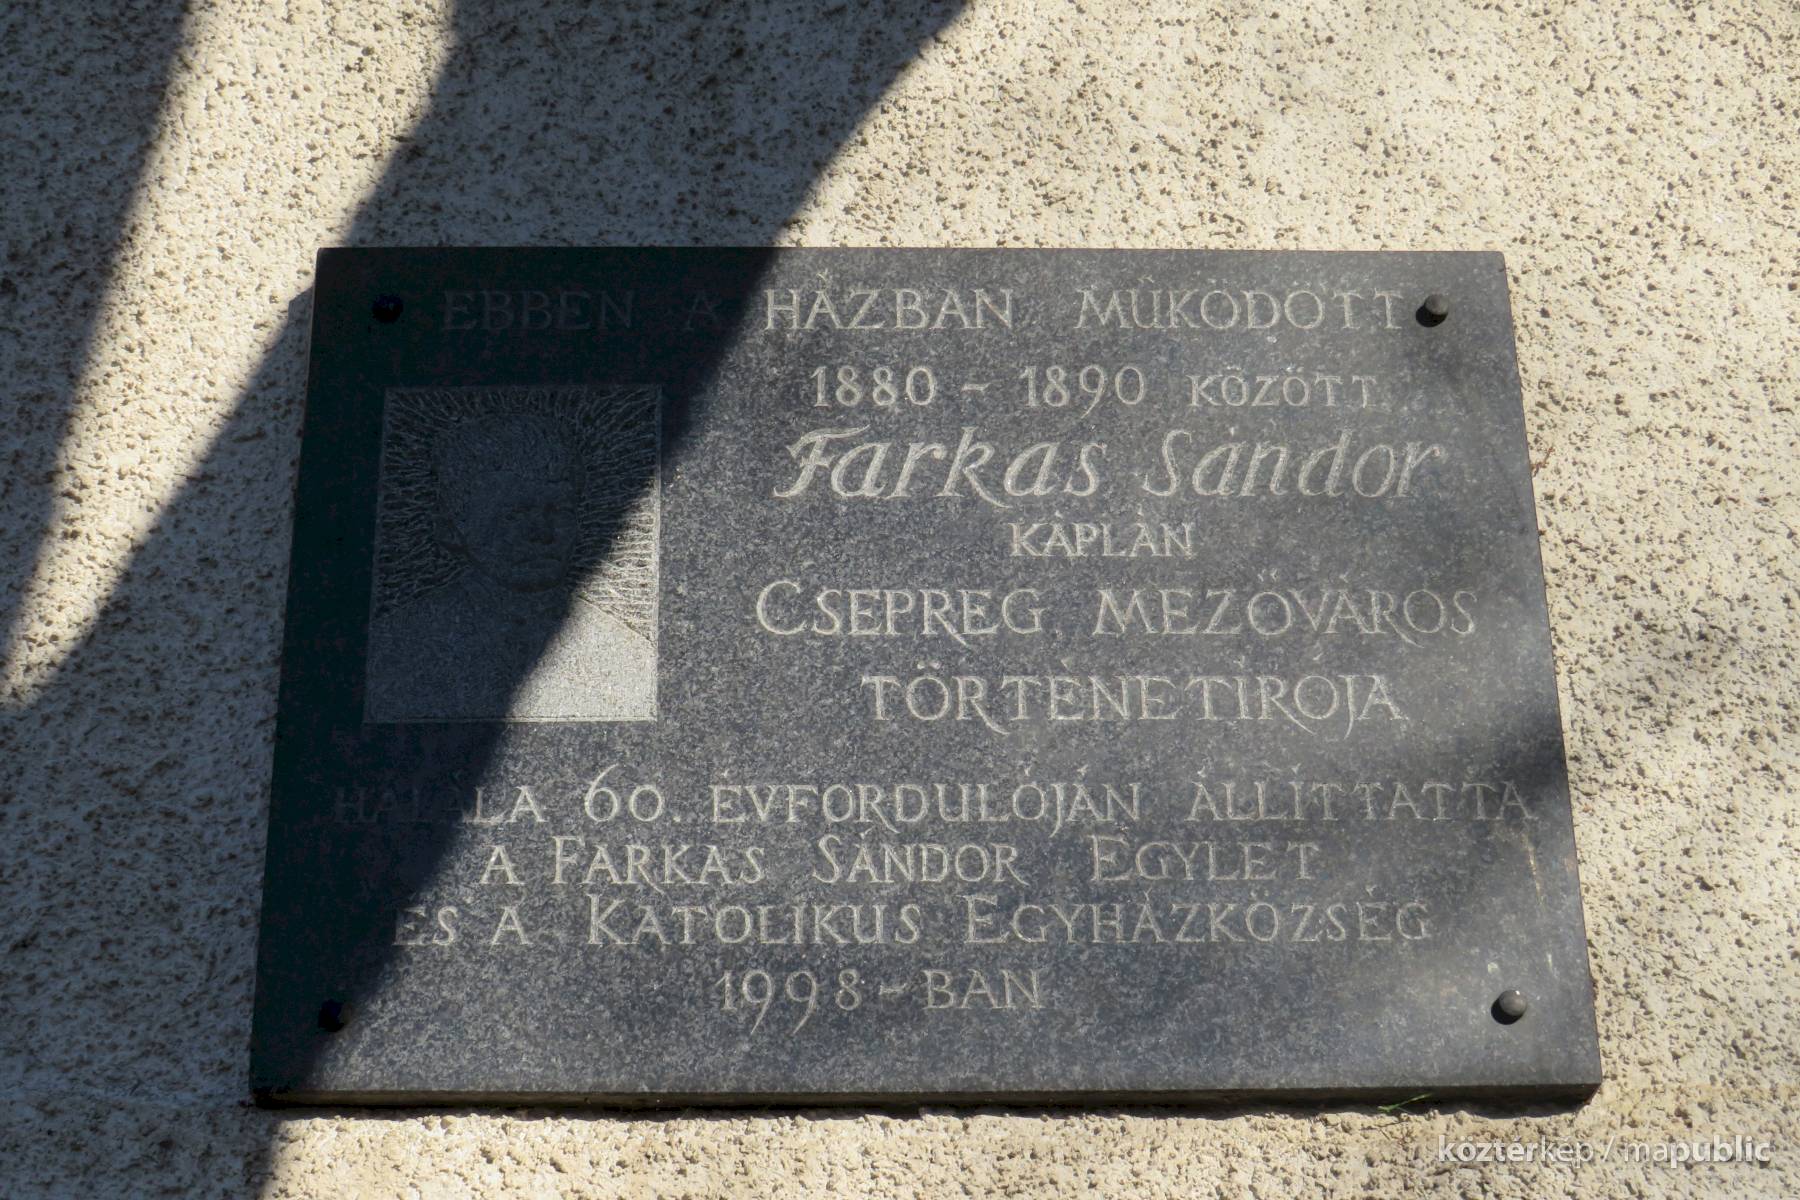 EBBEN A HÁZBAN MŰKÖDÖTT
1880 - 1890 KÖZÖTT
Farkas Sándor
KÁPLÁN
CSEPREG MEZŐVÁROS
TÖRTÉNETÍRÓJA
HALÁLA 60. ÉVFORDULÓJÁN ÁLLÍTTATTA
A FARKAS SÁNDOR EGYLET
ÉS A KATOLIKUS EGYHÁZKÖZSÉG
1998-BAN
köztérkép / mapublic